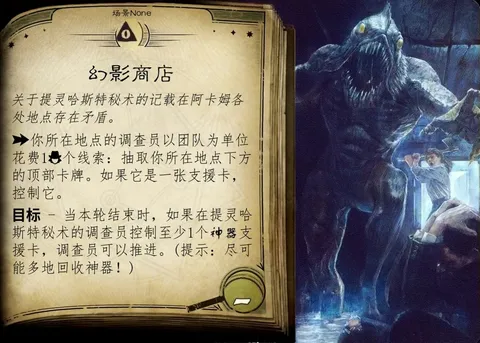 场景None
0
幻影商店
关于提灵哈斯特秘术的记载在阿卡姆各
处地点存在矛盾。
你所在地点的调查员以团队为单位
花费1个线索：抽取你所在地点下方
的顶部卡牌。如果它是一张支援卡，
控制它。
目标 – 当本轮结束时，如果在提灵哈
斯特秘术的调查员控制至少1个神器支
援卡，调查员可以推进。(提示：尽可
能多地回收神器！)
–